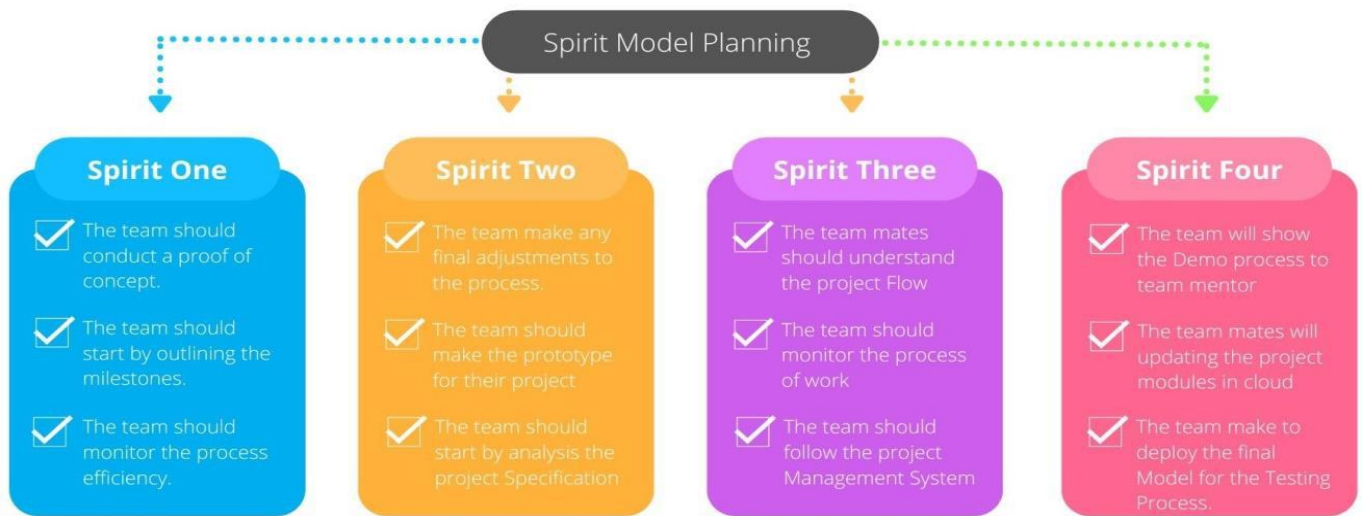 Spirit Model Planning
Spirit One
The team should
conduct a proof of
concept.
The team should
start by outlining the
milestones.
The team should
monitor the process
efficiency.
Spirit Two
The team make any
final adjustments to
the process.
The team should
make the prototype
for their project
The team should
start by analysis the
project Specification
Spirit Three
The team mates
should understand
the project Flow
The team should
monitor the process
of work
The team should
follow the project
Management System
Spirit Four
The team will show
the Demo process to
team mentor
The team mates will
updating the project
modules in cloud
The team make to
deploy the final
Model for the Testing
Process.